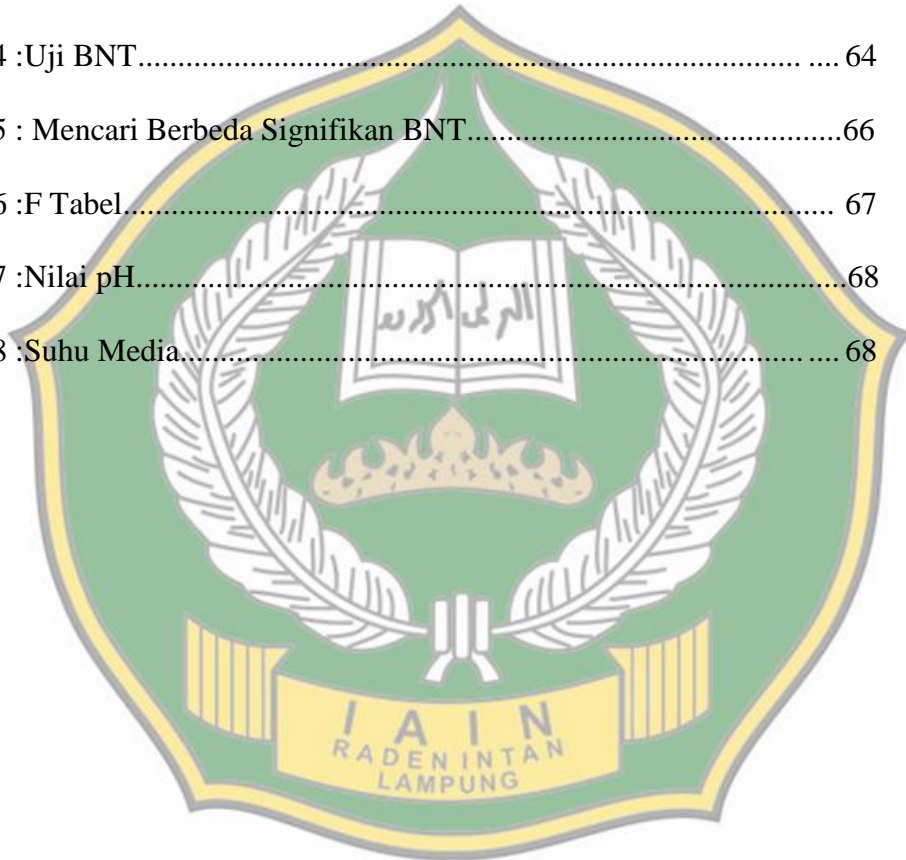 4 :Uji BNT.......................................................................... .... 64
5 : Mencari Berbeda Signifikan BNT..........................................66
6 :F Tabel................................................................................ 67
7 :Nilai pH................................................................................68
8 :Suhu Media...................................................................... .... 68
IAIN
RADEN INTAN
LAMPUNG